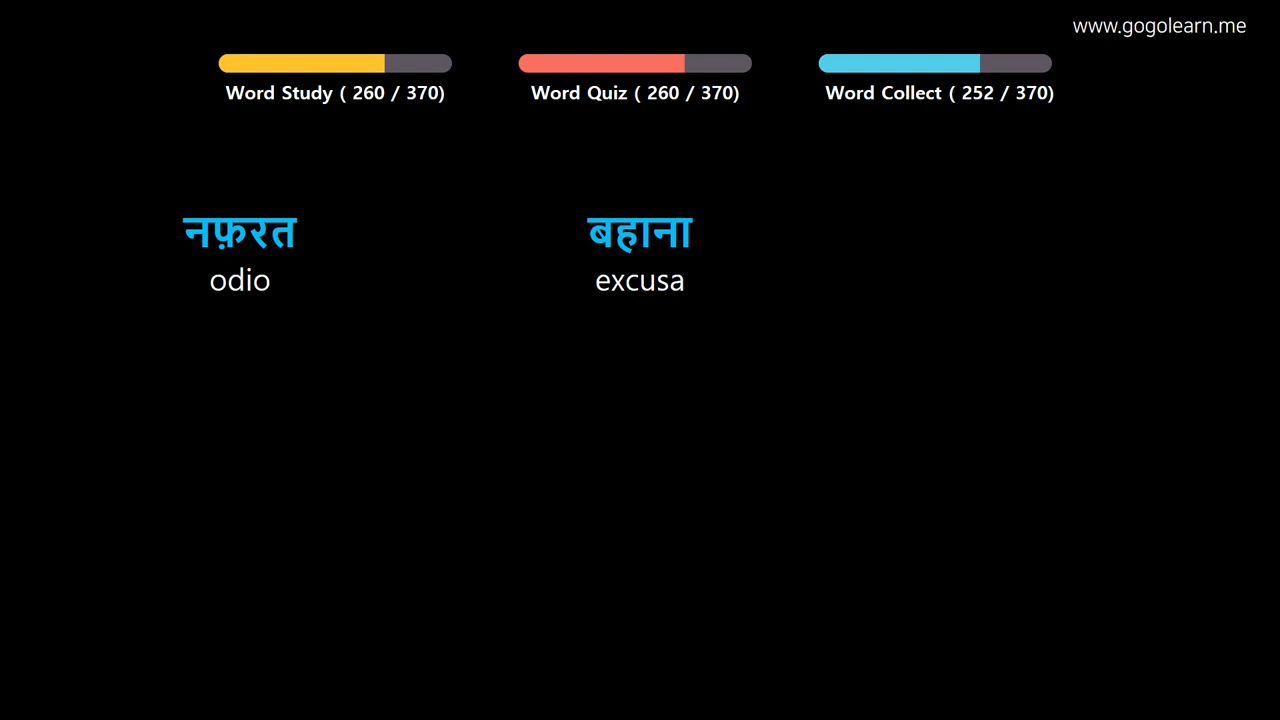 www.gogolearn.me
Word Study ( 260 / 370)
Word Quiz ( 260 / 370)
Word Collect ( 252 / 370)
नफ़रत
odio
बहाना
excusa